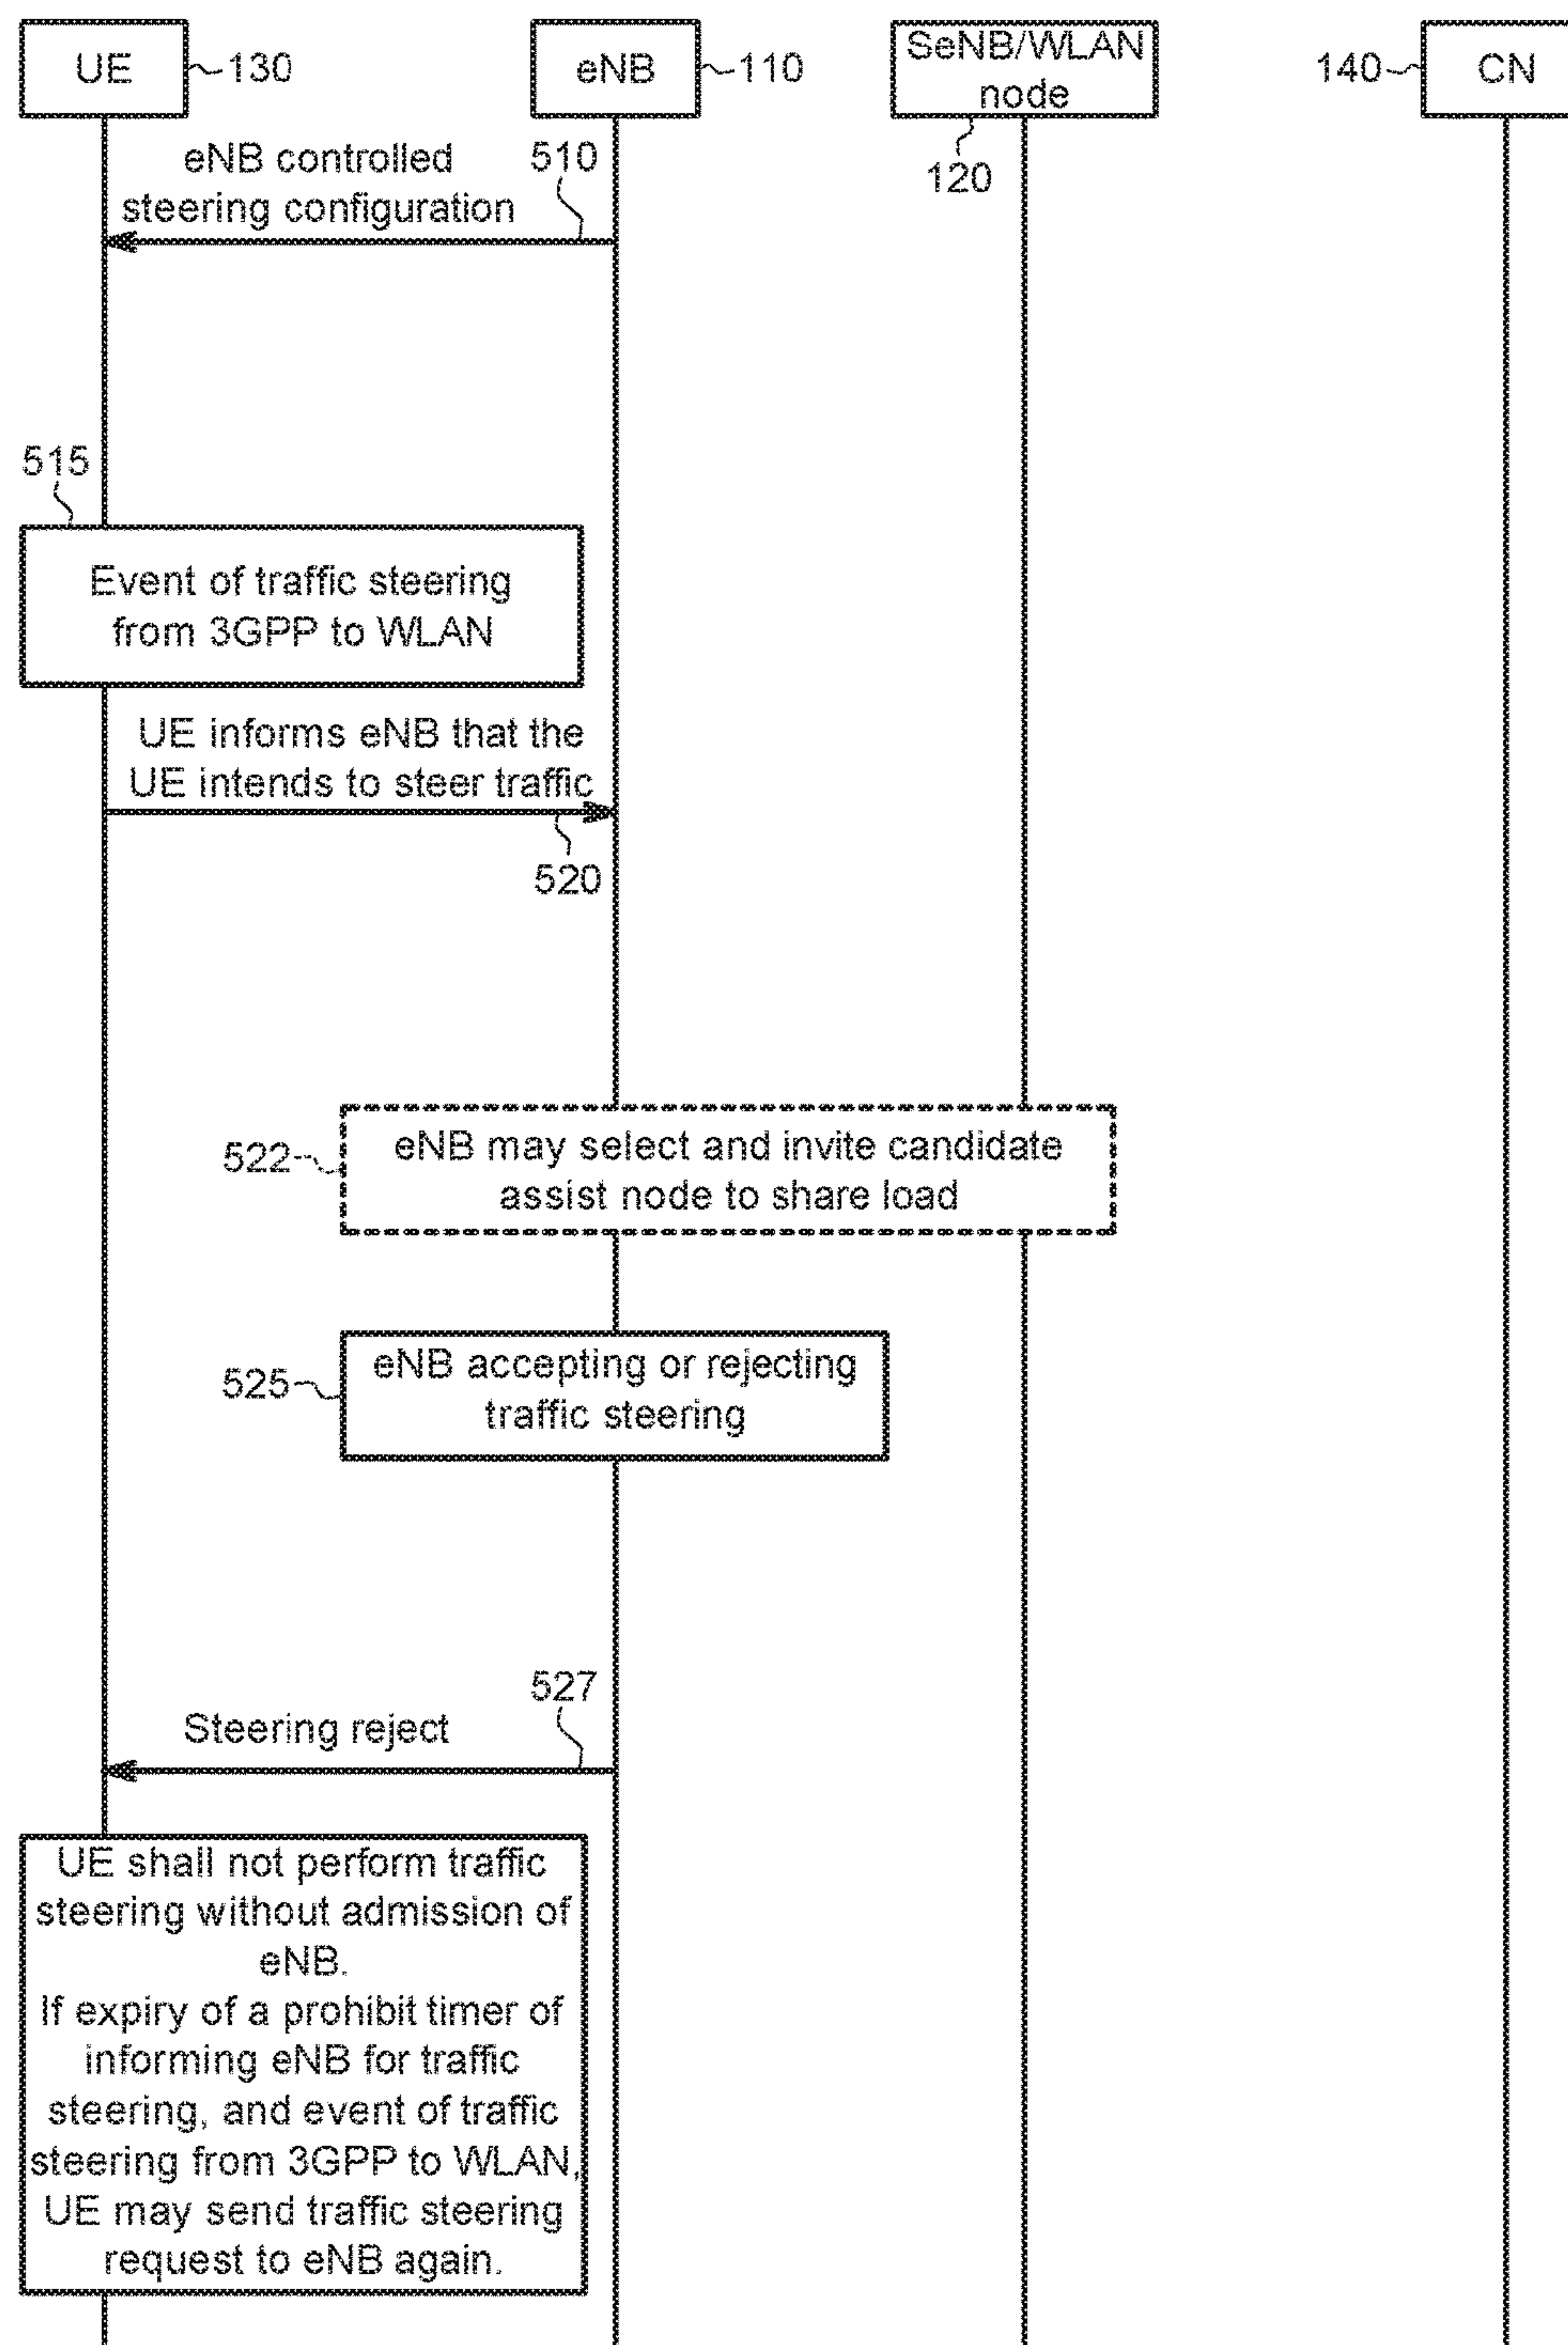 UE
130
eNB
110
SeNB/WLAN
node
120
140
CN
eNB controlled
steering configuration
510
515
Event of traffic steering
from 3GPP to WLAN
UE informs eNB that the
UE intends to steer traffic
520
522
eNB may select and invite candidate
assist node to share load
525
eNB accepting or rejecting
traffic steering
527
Steering reject
UE shall not perform traffic
steering without admission of
eNB.
If expiry of a prohibit timer of
informing eNB for traffic
steering, and event of traffic
steering from 3GPP to WLAN,
UE may send traffic steering
request to eNB again.